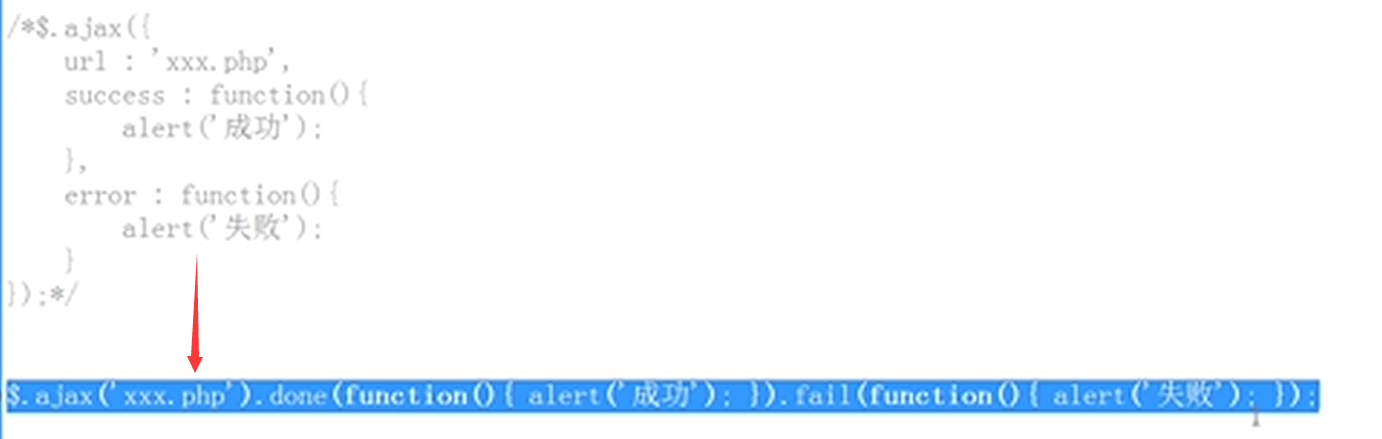 /*$.ajax({
    url : 'xxx.php',
    success : function(){
        alert('成功');
    },
    error : function(){
        alert('失败');
    }
});*/
$.ajax('xxx.php').done(function(){ alert('成功'); }).fail(function(){ alert('失败'); });